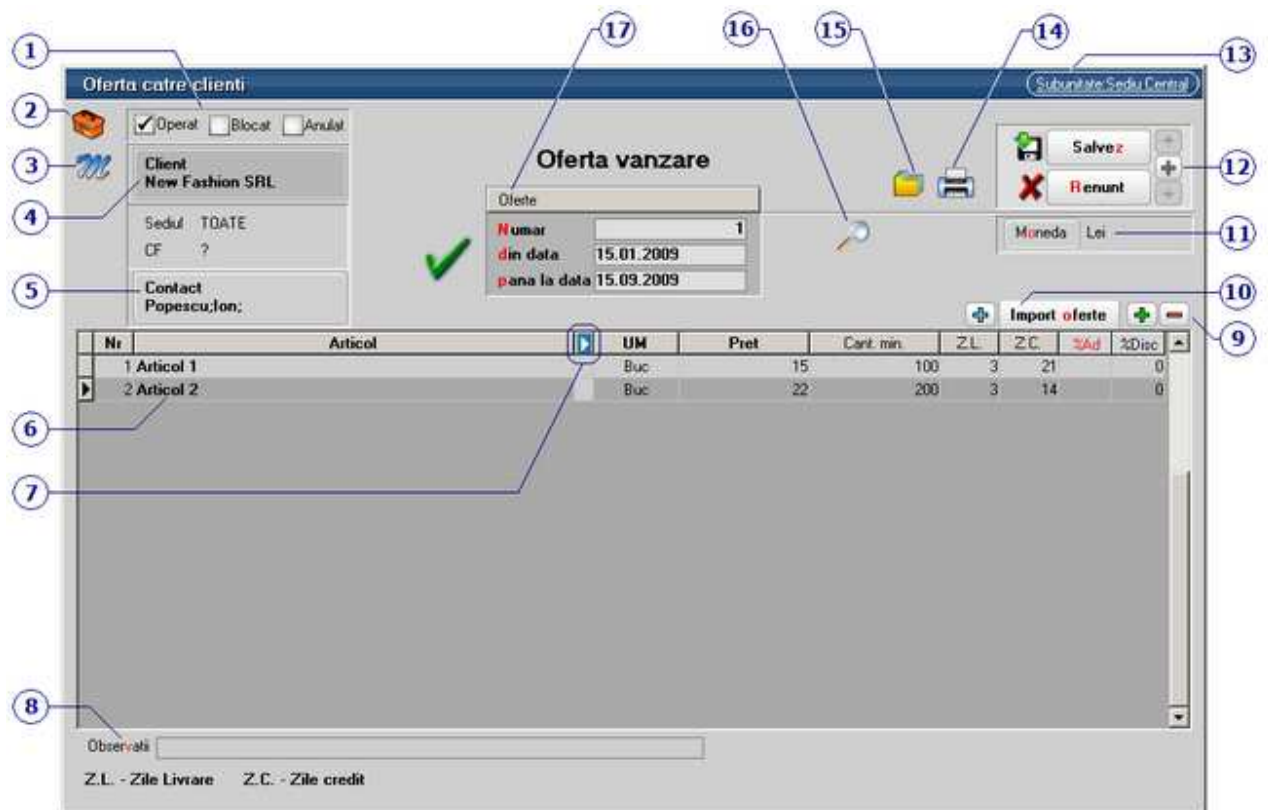 17
16
15
14
1
13
Oferta catre clienti
Subunitate:Sediu Central
2
Operat Blocat Anulat
3
Client
New Fashion SRL
Oferta vanzare
Salvez
12
4
Oferte
Renunt
Sediul TOATE
CF ?
Numar 1
din data 15.01.2009
pana la data 15.09.2009
Moneda Lei
11
5
Contact
Popescu;Ion;
10
Import oferte
9
Nr Articol UM Pret Cant. min. Z.L. Z.C. %Ad %Disc
1 Articol 1 Buc 15 100 3 21 0
2 Articol 2 Buc 22 200 3 14 0
6
7
8
Observatii
Z.L. - Zile Livrare Z.C. - Zile credit